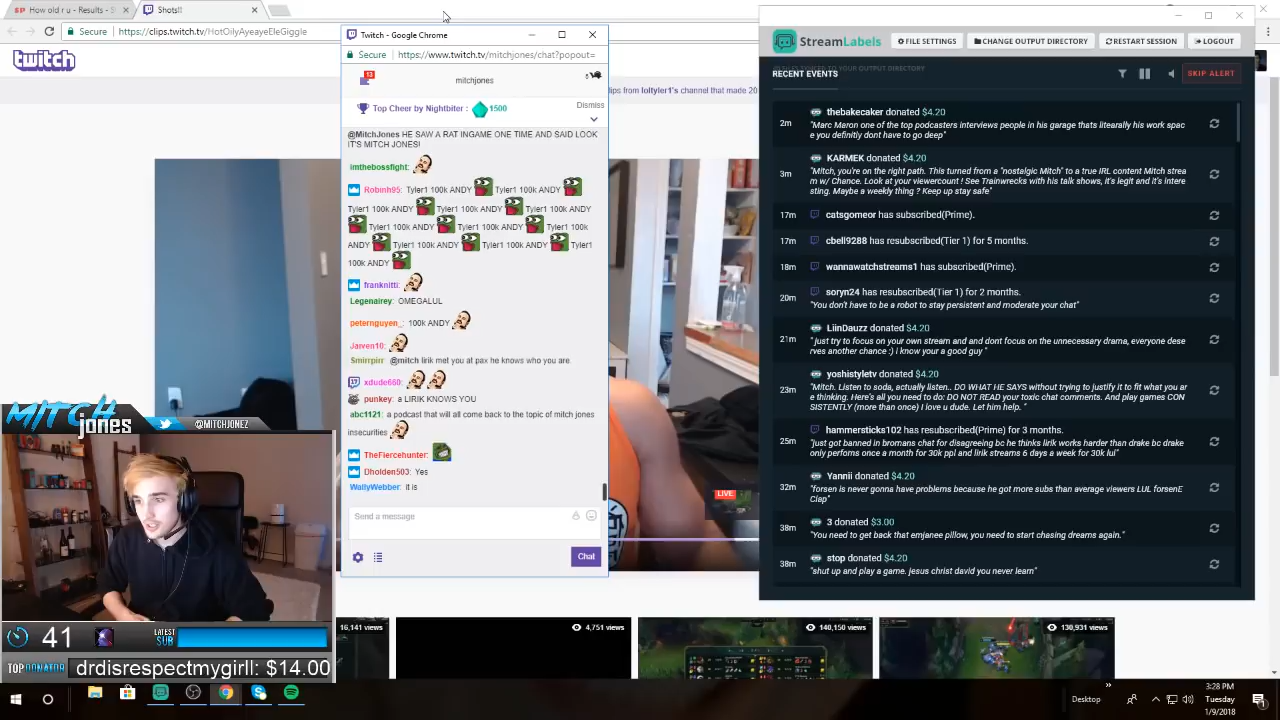 How old r u - Results - S
Shots!!
Secure
https://clips.twitch.tv/HotOilyAyeayeEleGiggle
twitch
ips from loltyler1's channel that made 20
Twitch - Google Chrome
Secure
https://www.twitch.tv/mitchjones/chat?popout=
13
mitchjones
Top Cheer by Nightbiter : 1500
Dismiss
@MitchJones HE SAW A RAT INGAME ONE TIME AND SAID LOOK
IT'S MITCH JONES!
imthebossfight:
Robinh95: Tyler1 100k ANDY Tyler1 100k ANDY
Tyler1 100k ANDY Tyler1 100k ANDY Tyler1 100k ANDY
Tyler1 100k ANDY Tyler1 100k ANDY Tyler1 100k
ANDY Tyler1 100k ANDY Tyler1 100k ANDY Tyler1
100k ANDY
franknitti:
Legenairey: OMEGALUL
peternguyen_: 100k ANDY
Jaiven10:
Smirrpirr: @mitch lirik met you at pax he knows who you are.
xdude660:
punkey: a LIRIK KNOWS YOU
abc1121: a podcast that will all come back to the topic of mitch jones
insecurities
TheFiercehunter:
Dholden503: Yes
WallyWebber: it is
Send a message
Chat
StreamLabels
FILE SETTINGS
CHANGE OUTPUT DIRECTORY
RESTART SESSION
LOGOUT
RECENT EVENTS
SKIP ALERT
2m
thebakecaker donated $4.20
"Marc Maron one of the top podcasters interviews people in his garage thats litearally his work spac
e you definitly dont have to go deep"
3m
KARMEK donated $4.20
"Mitch, you're on the right path. This turned from a "nostalgic Mitch" to a true IRL content Mitch strea
m w/ Chance. Look at your viewercount! See Trainwrecks with his talk shows, it's legit and it's intere
sting. Maybe a weekly thing ? Keep up stay safe"
17m
catsgomeor has subscribed(Prime).
17m
cbell9288 has resubscribed(Tier 1) for 5 months.
18m
wannawatchstreams1 has subscribed(Prime).
20m
soryn24 has resubscribed(Tier 1) for 2 months.
"You don't have to be a robot to stay persistent and moderate your chat"
21m
LiinDauzz donated $4.20
" just try to focus on your own stream and and dont focus on the unnecessary drama, everyone dese
rves another chance :) i know your a good guy "
23m
yoshistyletv donated $4.20
"Mitch. Listen to soda, actually listen.. DO WHAT HE SAYS without trying to justify it to fit what you ar
e thinking. Here's all you need to do: DO NOT READ your toxic chat comments. And play games CON
SISTENTLY (more than once) I love u dude. Let him help. "
25m
hammersticks102 has resubscribed(Prime) for 3 months.
"just got banned in bromans chat for disagreeing bc he thinks lirik works harder than drake bc drake
only perfoms once a month for 30k ppl and liriik streams 6 days a week for 30k lul"
32m
Yannii donated $4.20
"Forsen is never gonna have problems because he got more subs than average viewers LUL forsenE
Clap"
38m
3 donated $3.00
"You need to get back that emjanee pillow, you need to start chasing dreams again."
38m
stop donated $4.20
"shut up and play a game. jesus christ david you never learn"
LIVE
MITCH
jones
@MITCHJONEZ
41
LATEST
SUB
TOP DONATOR
drdisrespectmygirll: $14.00
16,141 views
4,751 views
140,150 views
130,931 views
Desktop
3:28 PM
Tuesday
1/9/2018